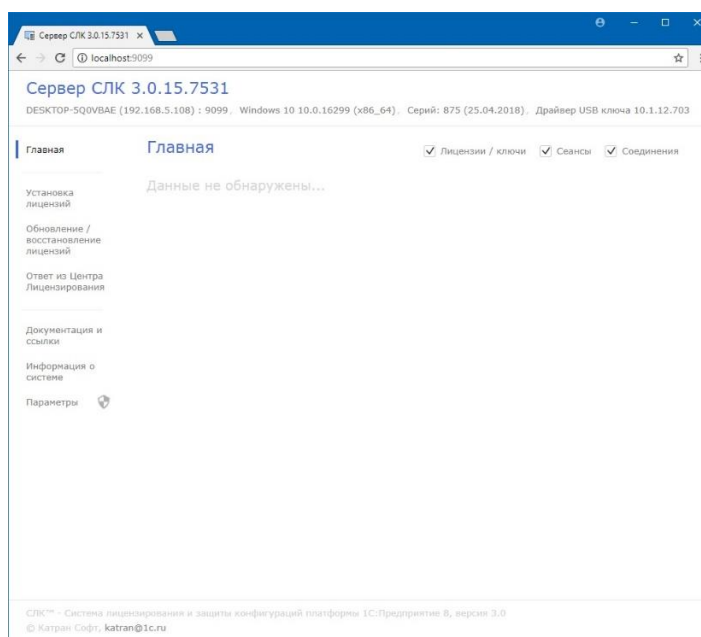 Сервер СЛК 3.0.15.7531
localhost:9099
Сервер СЛК 3.0.15.7531
DESKTOP-5Q0VBAE (192.168.5.108) : 9099, Windows 10 10.0.16299 (x86_64), Серий: 875 (25.04.2018), Драйвер USB ключа 10.1.12.703
Главная
Главная
Лицензии / ключи
Сеансы
Соединения
Данные не обнаружены...
Установка
лицензий
Обновление /
восстановление
лицензий
Ответ из Центра
Лицензирования
Документация и
ссылки
Информация о
системе
Параметры
СЛК™ - Система лицензирования и защиты конфигураций платформы 1С:Предприятие 8, версия 3.0
© Катран Софт, katran@1c.ru